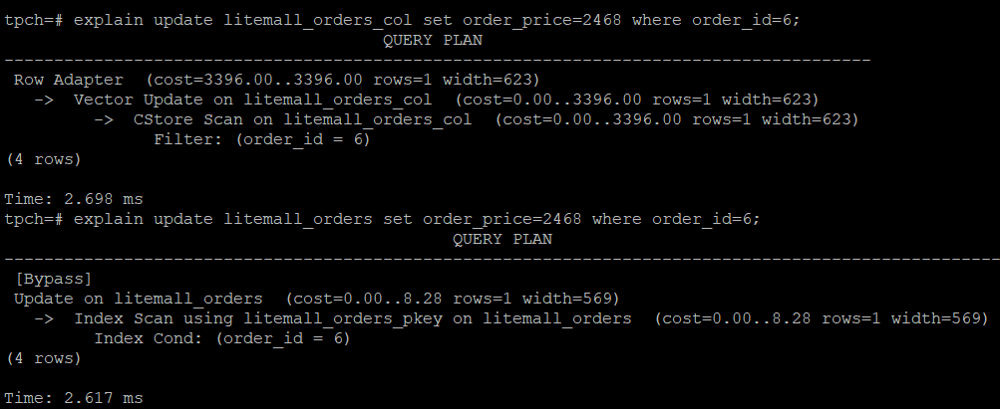 tpch=# explain update litemall_orders_col set order_price=2468 where order_id=6;
QUERY PLAN
---------------------------------------------------------------------------------------
Row Adapter  (cost=3396.00..3396.00 rows=1 width=623)
->  Vector Update on litemall_orders_col  (cost=0.00..3396.00 rows=1 width=623)
->  CStore Scan on litemall_orders_col  (cost=0.00..3396.00 rows=1 width=623)
Filter: (order_id = 6)
(4 rows)
Time: 2.698 ms
tpch=# explain update litemall_orders set order_price=2468 where order_id=6;
QUERY PLAN
----------------------------------------------------------------------------------------------------
[Bypass]
Update on litemall_orders  (cost=0.00..8.28 rows=1 width=569)
->  Index Scan using litemall_orders_pkey on litemall_orders  (cost=0.00..8.28 rows=1 width=569)
Index Cond: (order_id = 6)
(4 rows)
Time: 2.617 ms